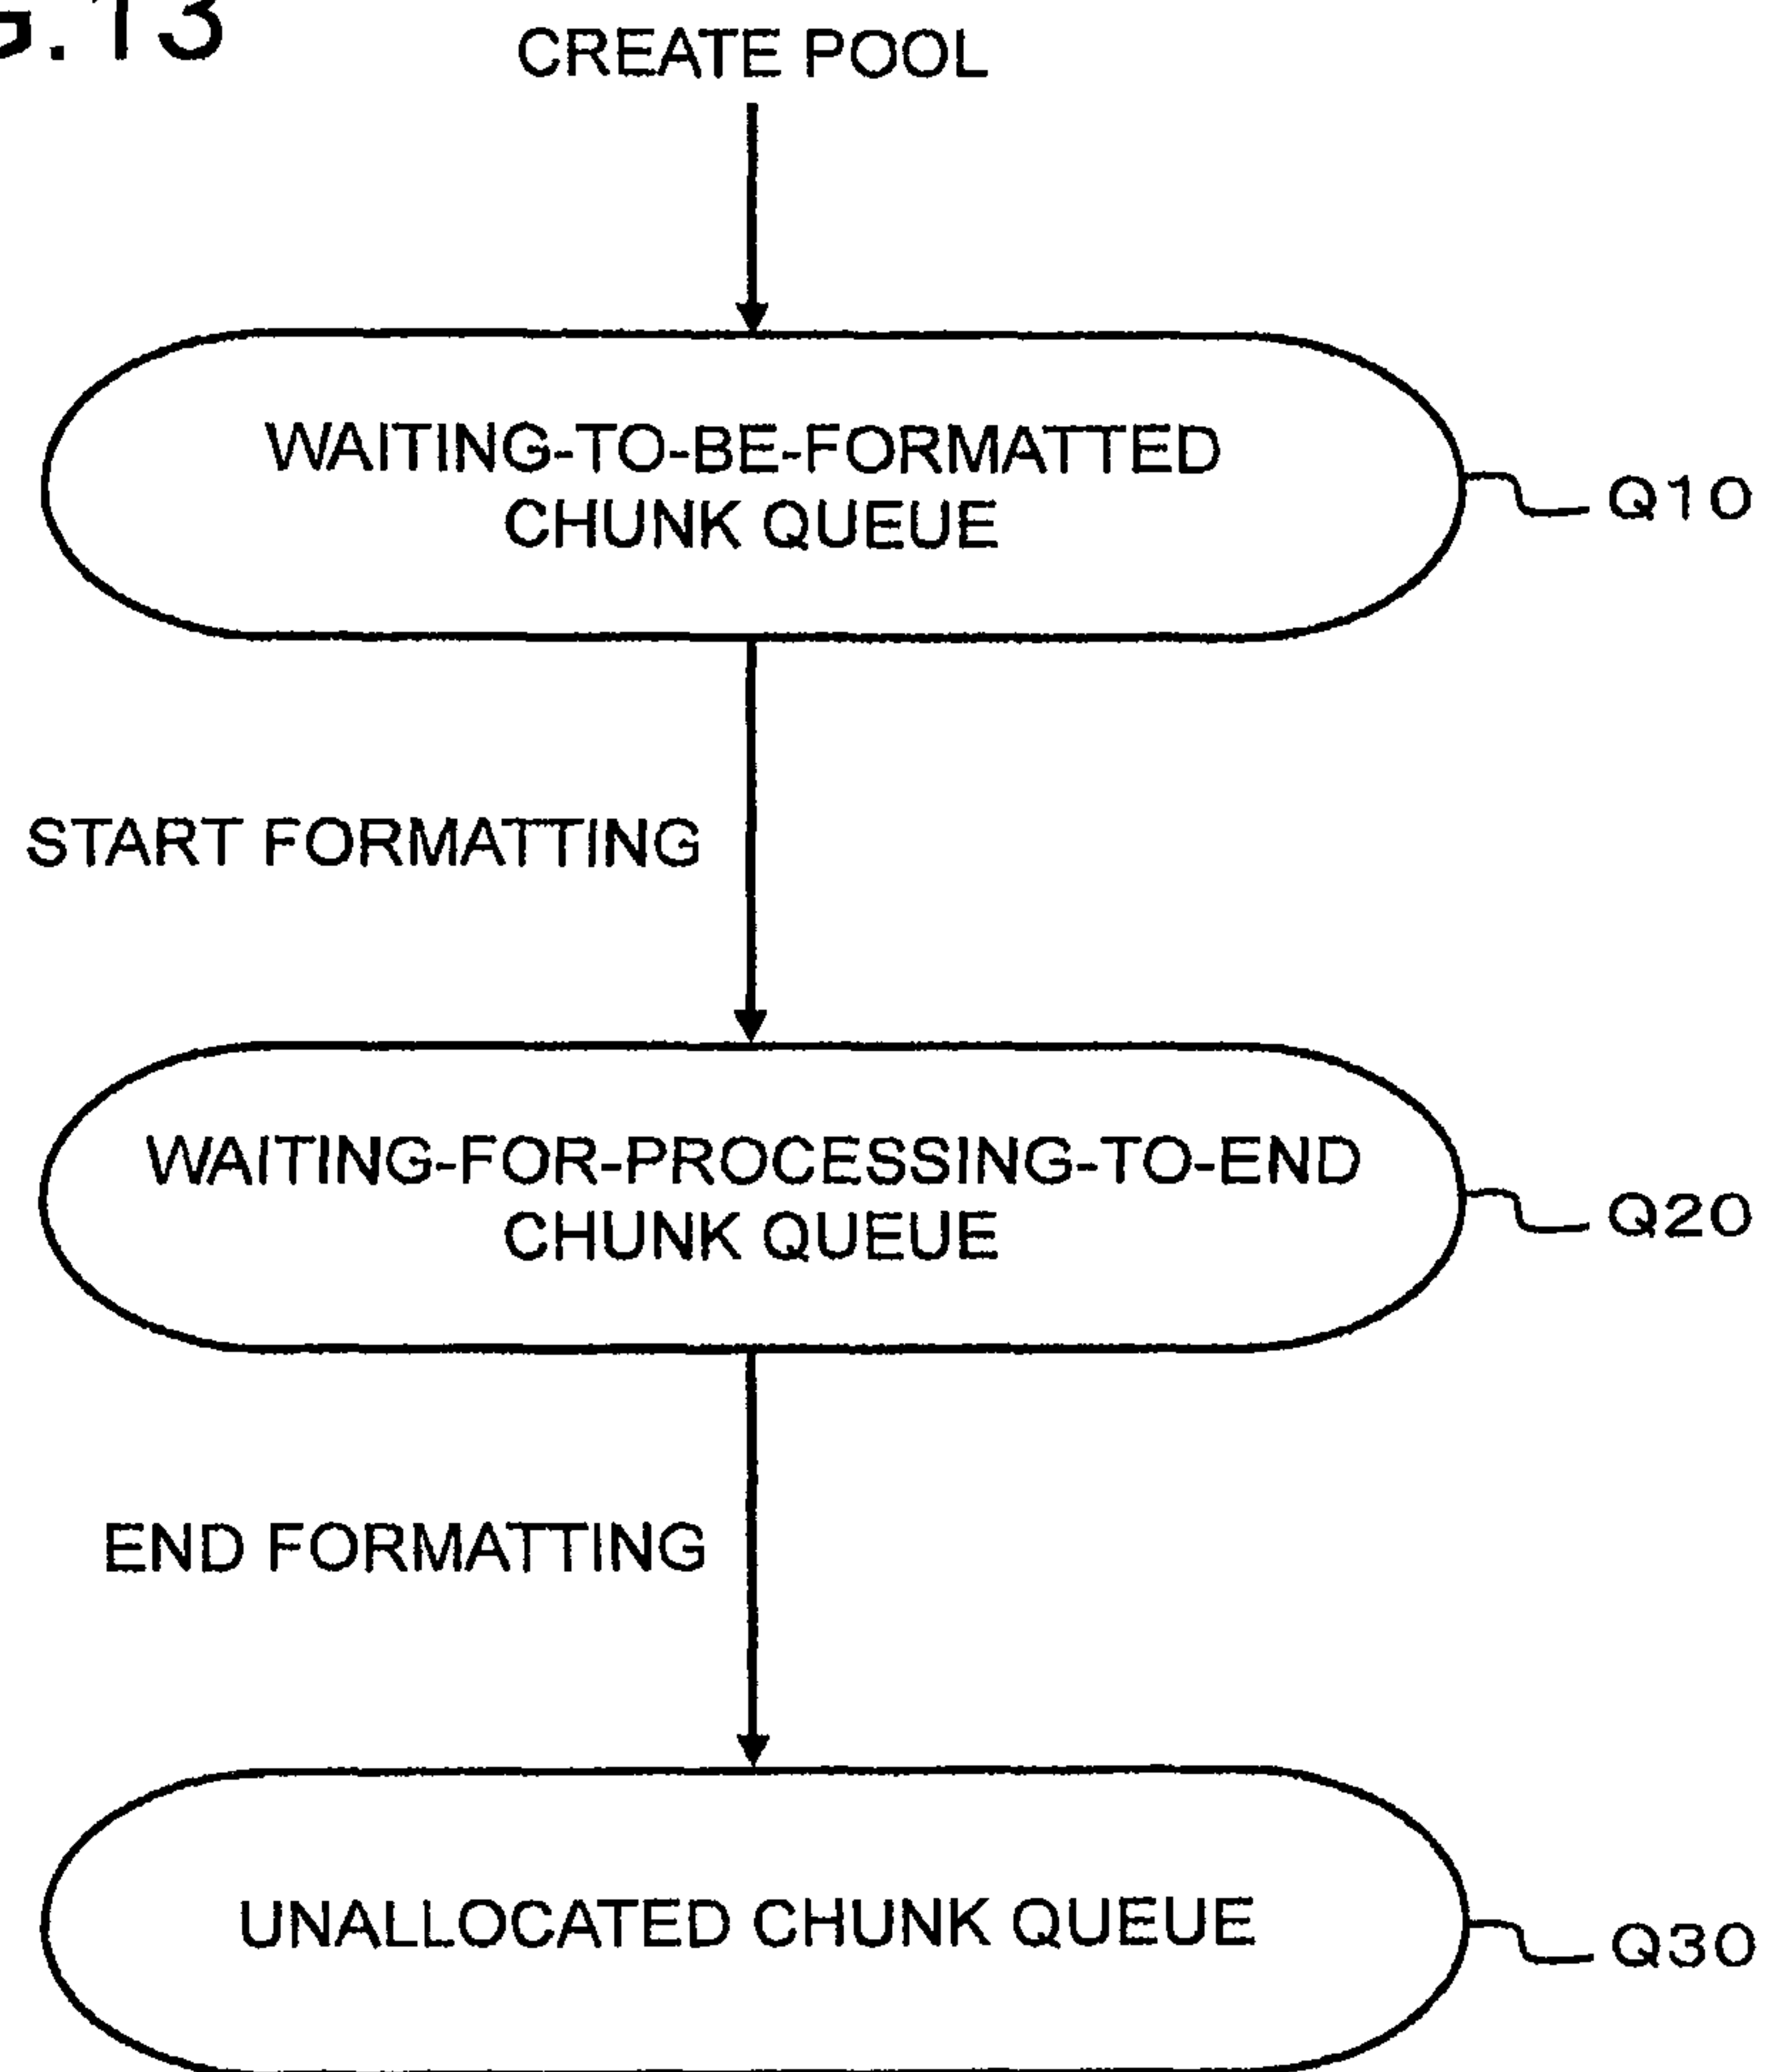 G.13
CREATE POOL
WAITING-TO-BE-FORMATTED
CHUNK QUEUE
Q10
START FORMATTING
WAITING-FOR-PROCESSING-TO-END
CHUNK QUEUE
Q20
END FORMATTING
UNALLOCATED CHUNK QUEUE
Q30